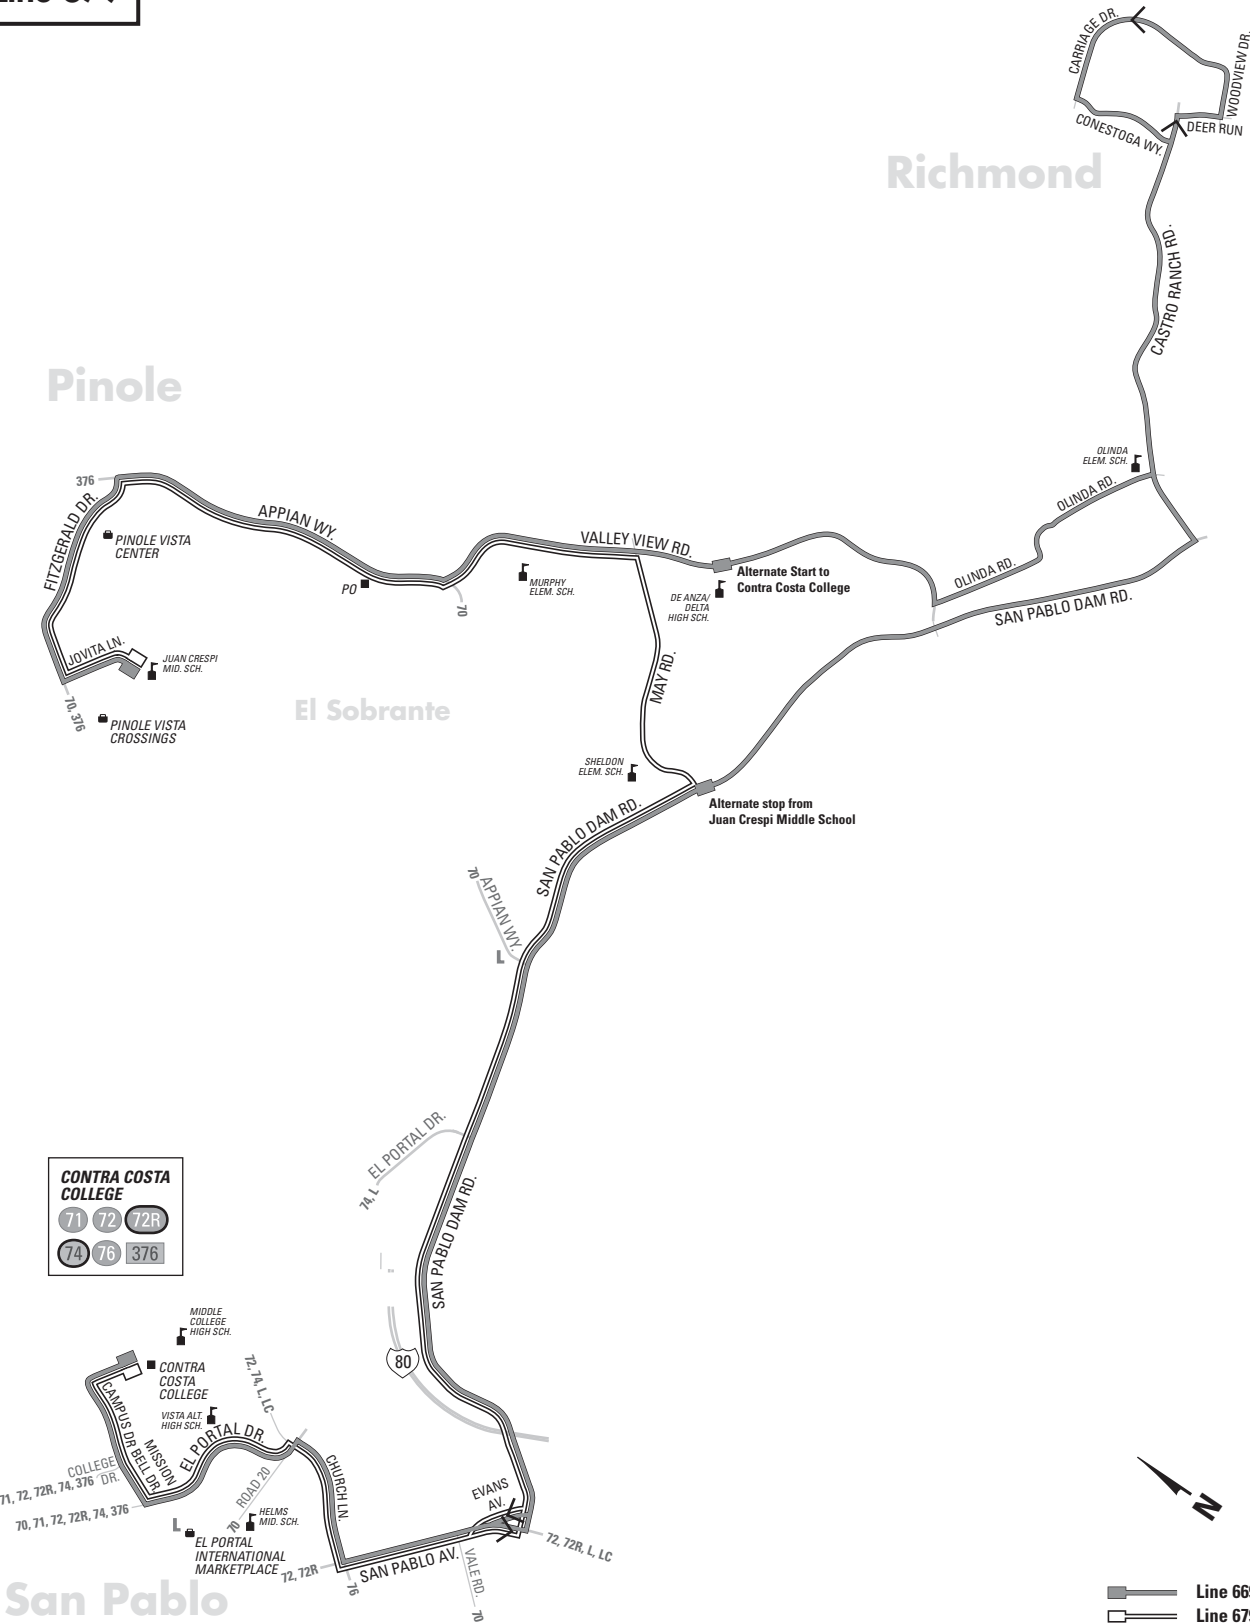 CARRIAGE DR.
WOODVIEW DR.
CONESTOGA WY.
DEER RUN
Richmond
CASTRO RANCH RD.
Pinole
OLINDA
ELEM. SCH.
376
FITZGERALD DR.
APPIAN WY.
PINOLE VISTA
CENTER
PO
70
VALLEY VIEW RD.
MURPHY
ELEM. SCH.
Alternate Start to
Contra Costa College
DE ANZA/
DELTA
HIGH SCH.
OLINDA RD.
OLINDA RD.
SAN PABLO DAM RD.
JOVITA LN.
JUAN CRESPI
MID. SCH.
70, 376
PINOLE VISTA
CROSSINGS
El Sobrante
MAY RD.
SHELDON
ELEM. SCH.
Alternate stop from
Juan Crespi Middle School
SAN PABLO DAM RD.
70
APPIAN WY.
L
EL PORTAL DR.
74, L
SAN PABLO DAM RD.
CONTRA COSTA
COLLEGE
71 72 72R
74 76 376
80
MIDDLE
COLLEGE
HIGH SCH.
CONTRA
COSTA
COLLEGE
72, 74, L, LC
VISTA ALT.
HIGH SCH.
CAMPUS DR
MISSION
BELL DR.
EL PORTAL DR.
COLLEGE
DR.
71, 72, 72R, 74, 376
70, 71, 72, 72R, 74, 376
ROAD 20
70
CHURCH LN.
HELMS
MID. SCH.
L
EL PORTAL
INTERNATIONAL
MARKETPLACE
EVANS
AV.
72, 72R, L, LC
72, 72R
76
SAN PABLO AV.
VALE RD.
70
San Pablo
N
Line
Line